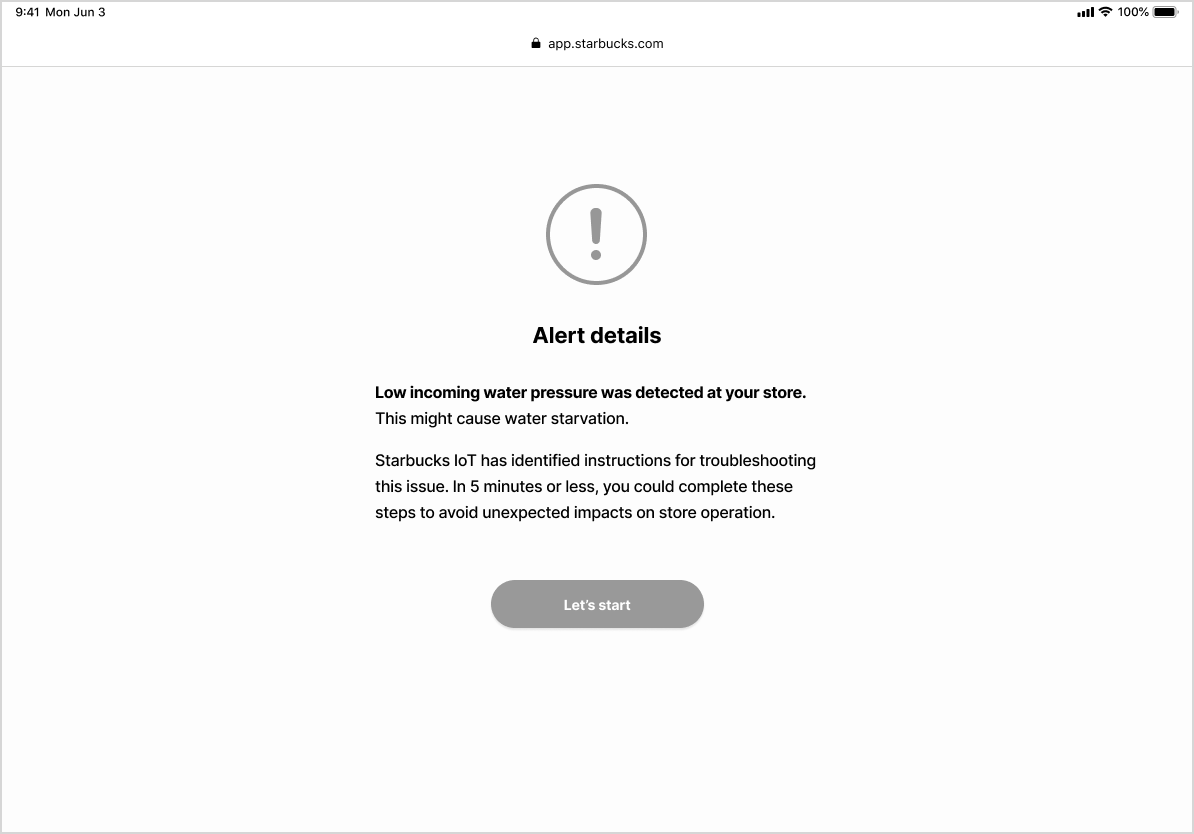 9:41 Mon Jun 3
100%
app.starbucks.com
Alert details
Low incoming water pressure was detected at your store.
This might cause water starvation.
Starbucks IoT has identified instructions for troubleshooting
this issue. In 5 minutes or less, you could complete these
steps to avoid unexpected impacts on store operation.
Let’s start